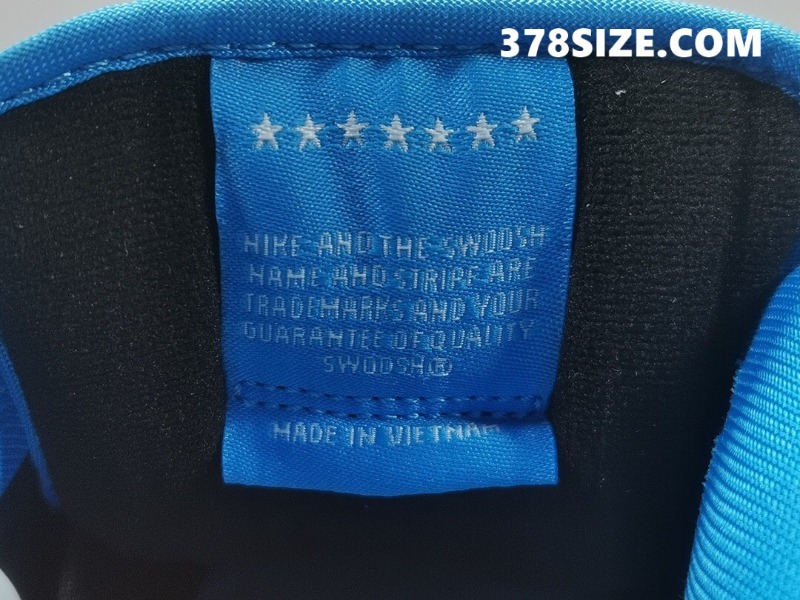 378SIZE.COM
NIKE AND THE SWOOSH
NAME AND STRIPE ARE
TRADEMARKS AND YOUR
GUARANTEE OF QUALITY
SWOOSH®
MADE IN VIETNAM